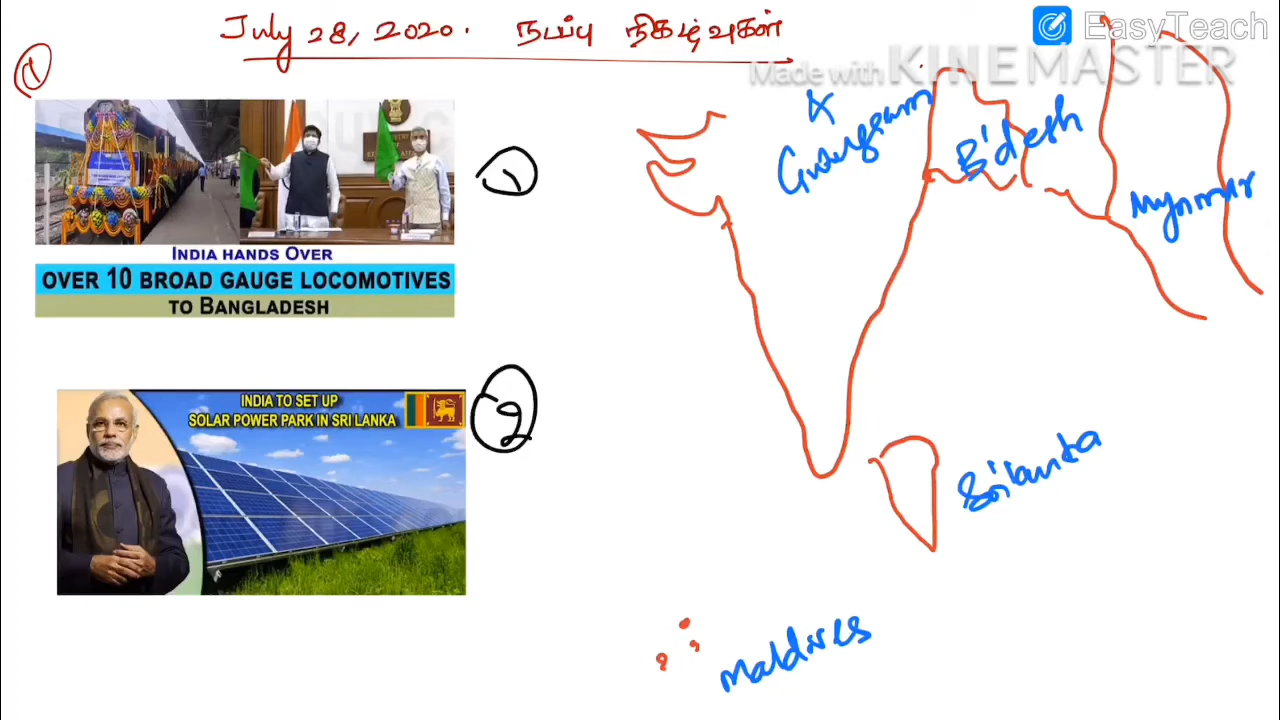 July 28, 2020. நடப்பு நிகழ்வுகள்
EasyTeach
Made with KINEMASTER
①
INDIA HANDS OVER
OVER 10 BROAD GAUGE LOCOMOTIVES
TO BANGLADESH
1
INDIA TO SET UP
SOLAR POWER PARK IN SRI LANKA
2
B'desh
Myanmar
Srilanka
Maldives